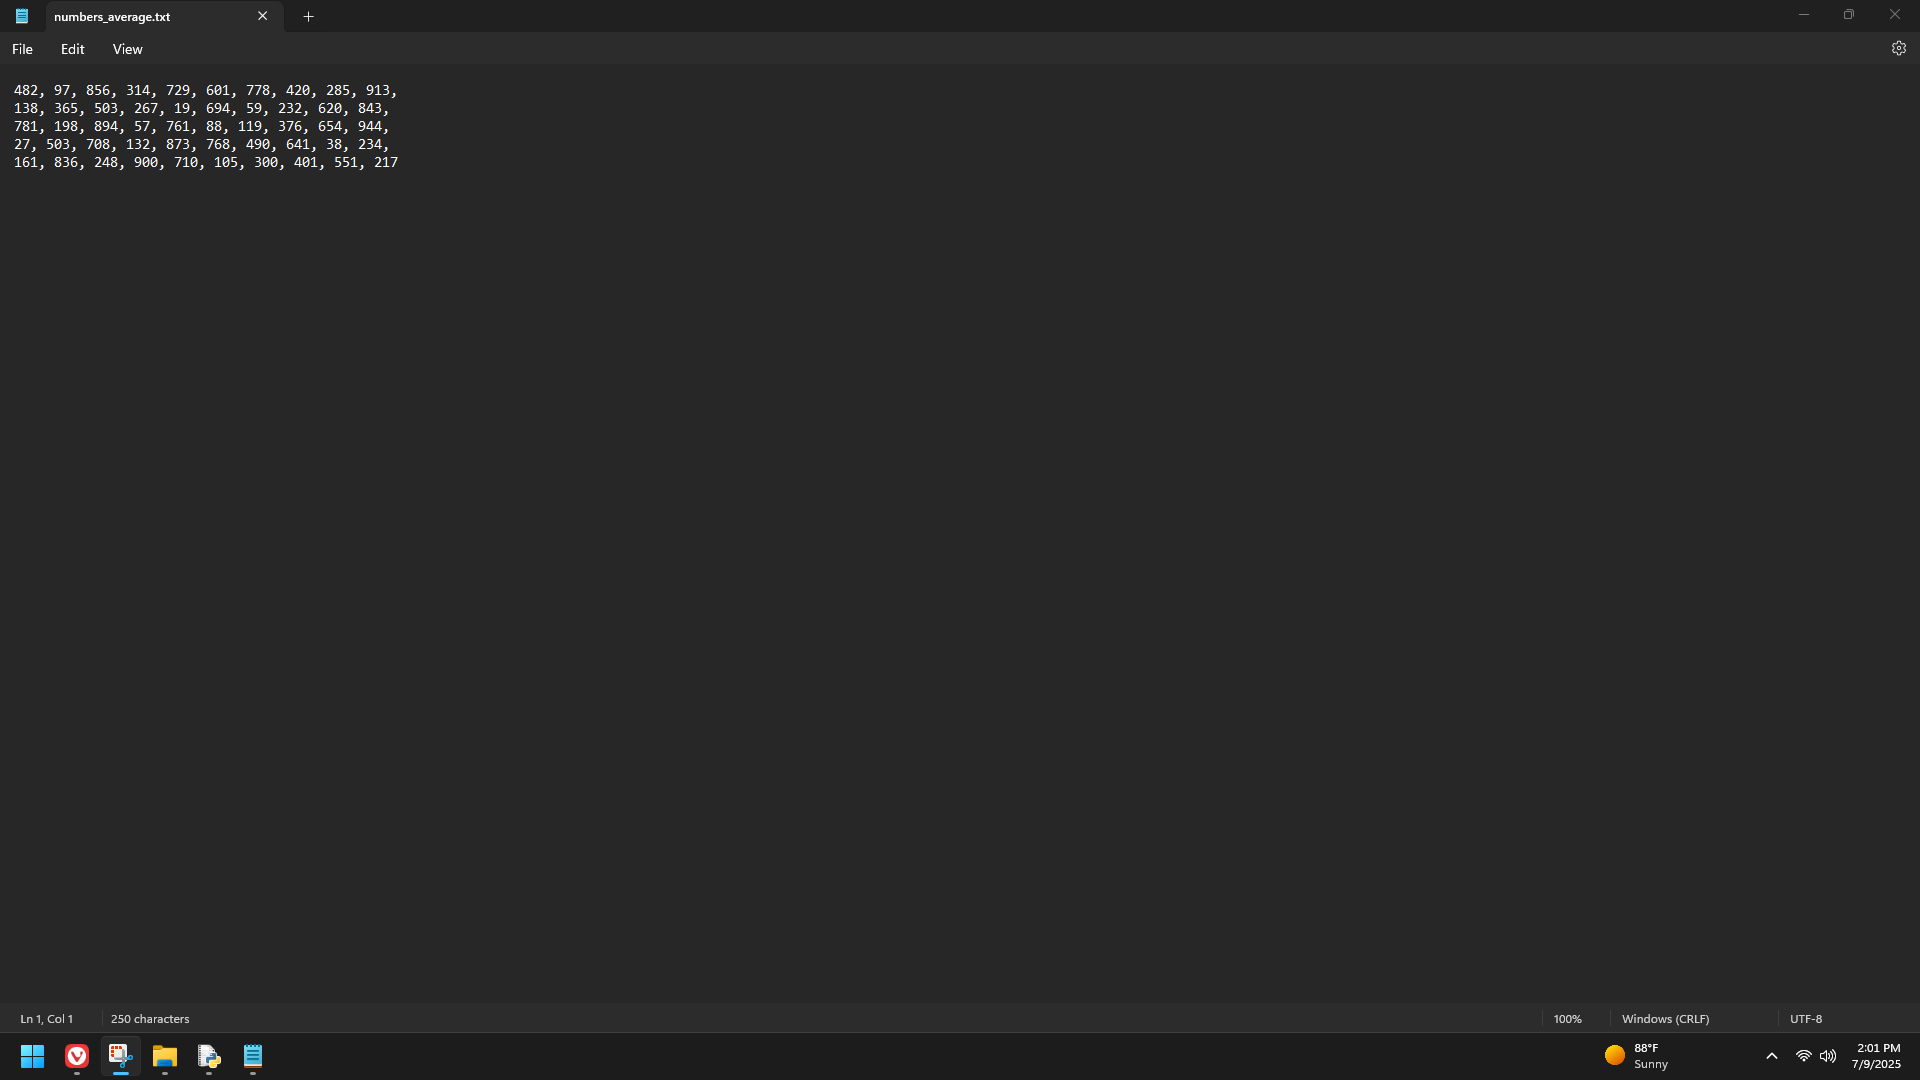 numbers_average.txt
File Edit View
482, 97, 856, 314, 729, 601, 778, 420, 285, 913,
138, 365, 503, 267, 19, 694, 59, 232, 620, 843,
781, 198, 894, 57, 761, 88, 119, 376, 654, 944,
27, 503, 708, 132, 873, 768, 490, 641, 38, 234,
161, 836, 248, 900, 710, 105, 300, 401, 551, 217
Ln 1, Col 1 250 characters 100% Windows (CRLF) UTF-8
88°F 2:01 PM
Sunny 7/9/2025